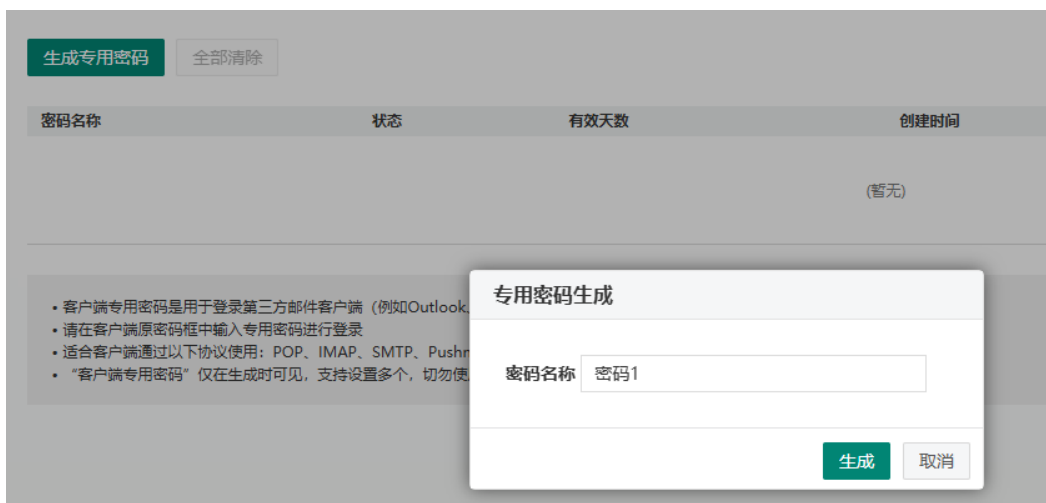 生成专用密码 全部清除
密码名称 状态 有效天数 创建时间
(暂无)
• 客户端专用密码是用于登录第三方邮件客户端（例如Outlook、
• 请在客户端原密码框中输入专用密码进行登录
• 适合客户端通过以下协议使用：POP、IMAP、SMTP、Pushm
• “客户端专用密码”仅在生成时可见，支持设置多个，切勿使
专用密码生成
密码名称 密码1
生成 取消